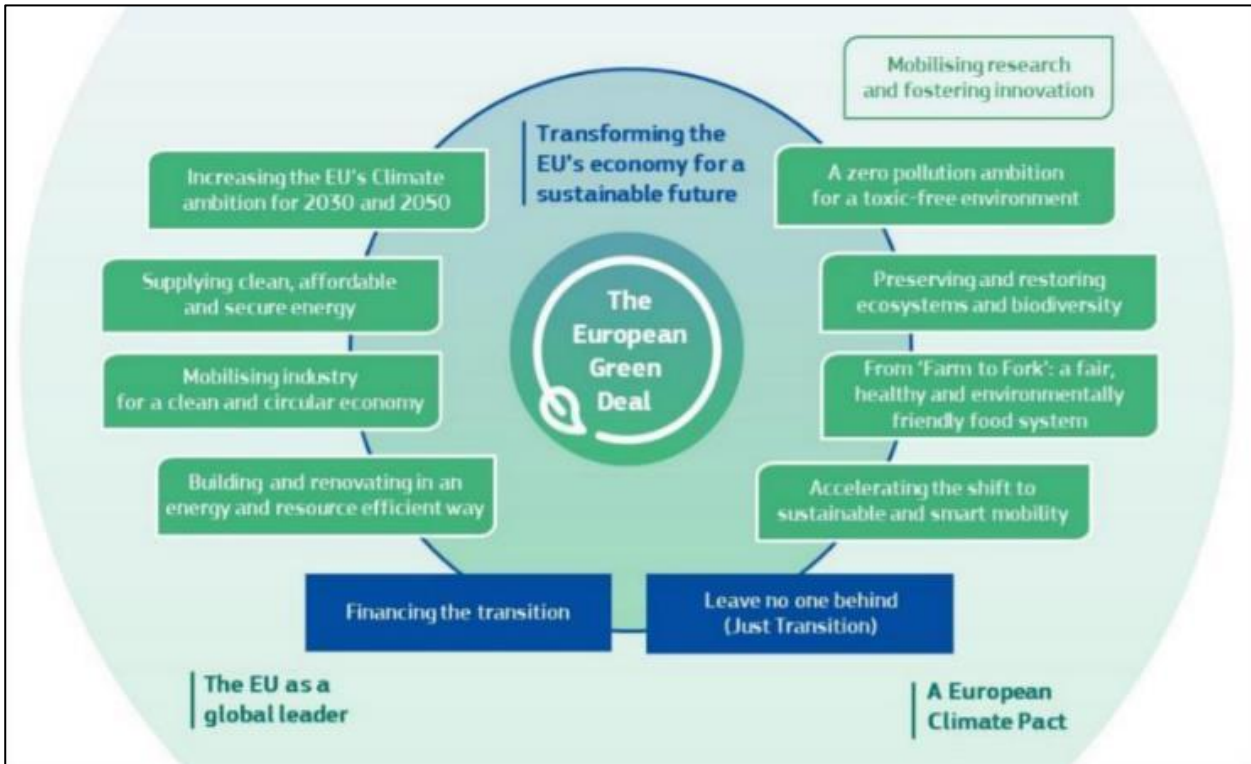 Mobilising research
and fostering innovation
Transforming the
EU's economy for a
sustainable future
Increasing the EU's Climate
ambition for 2030 and 2050
Supplying clean, affordable
and secure energy
Mobilising industry
for a clean and circular economy
Building and renovating in an
energy and resource efficient way
The
European
Green
Deal
A zero pollution ambition
for a toxic-free environment
Preserving and restoring
ecosystems and biodiversity
From 'Farm to Fork': a fair,
healthy and environmentally
friendly food system
Accelerating the shift to
sustainable and smart mobility
Financing the transition
Leave no one behind
(Just Transition)
The EU as a
global leader
A European
Climate Pact